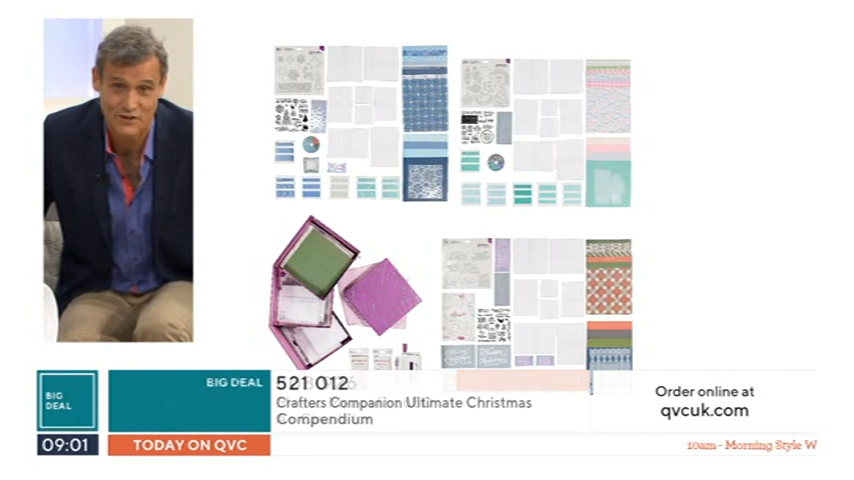 BIG DEAL
521 012
Crafters Companion Ultimate Christmas
Compendium
Order online at
qvcuk.com
BIG
DEAL
09:01
TODAY ON QVC
10am - Morning Style W